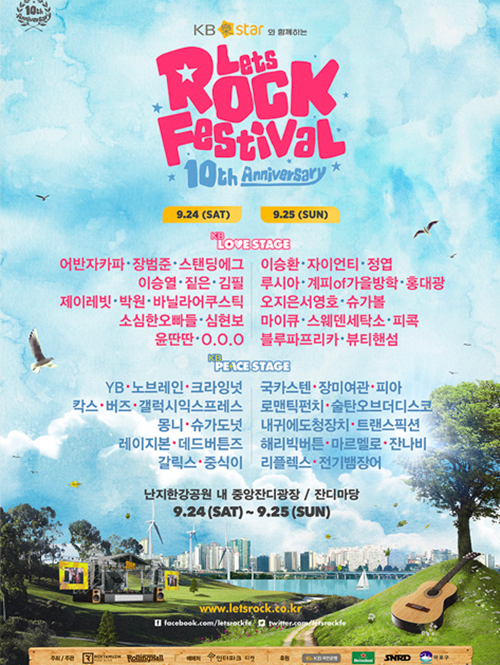 10th
Anniversary
KB star 와 함께하는
Lets
ROCK
FESTIVAL
10th Anniversary
9.24 (SAT) 9.25 (SUN)
KB LOVE STAGE
어반자카파·장범준·스탠딩에그 이승환·자이언티·정엽
이승열·짙은·김필 루시아·계피of가을방학·홍대광
제이레빗·박원·바닐라어쿠스틱 오지은서영호·슈가볼
소심한오빠들·심현보 마이큐·스웨덴세탁소·피콕
윤딴딴·O.O.O 블루파프리카·뷰티핸섬
KB PEACE STAGE
YB·노브레인·크라잉넛 국카스텐·장미여관·피아
칵스·버즈·갤럭시익스프레스 로맨틱펀치·술탄오브더디스코
몽니·슈가도넛 내귀에도청장치·트랜스픽션
레이지본·데드버튼즈 해리빅버튼·마르멜로·잔나비
갈릭스·중식이 리플렉스·전기뱀장어
난지한강공원 내 중앙잔디광장 / 잔디마당
9.24 (SAT) ~ 9.25 (SUN)
www.letsrock.co.kr
facebook.com/letsrockfe twitter.com/letsrockfe
주최 / 주관 Rollinghall 예매처 인터파크 티켓 후원 KB국민은행 Heineken SNRD 마포구